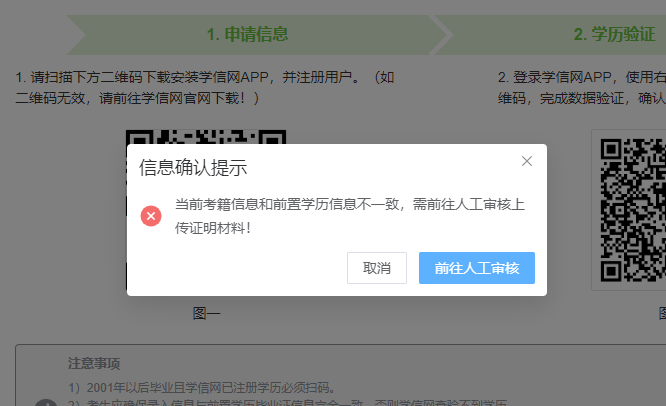 1. 申请信息
2. 学历验证
1. 请扫描下方二维码下载安装学信网APP，并注册用户。（如
二维码无效，请前往学信网官网下载！）
2. 登录学信网APP，使用右
维码，完成数据验证，确认
信息确认提示
当前考籍信息和前置学历信息不一致，需前往人工审核上
传证明材料！
取消
前往人工审核
图一
注意事项
1）2001年以后毕业且学信网已注册学历必须扫码。
2）考生应确保录入信息与前置学历毕业证信息完全一致，否则学信网查验不到学历